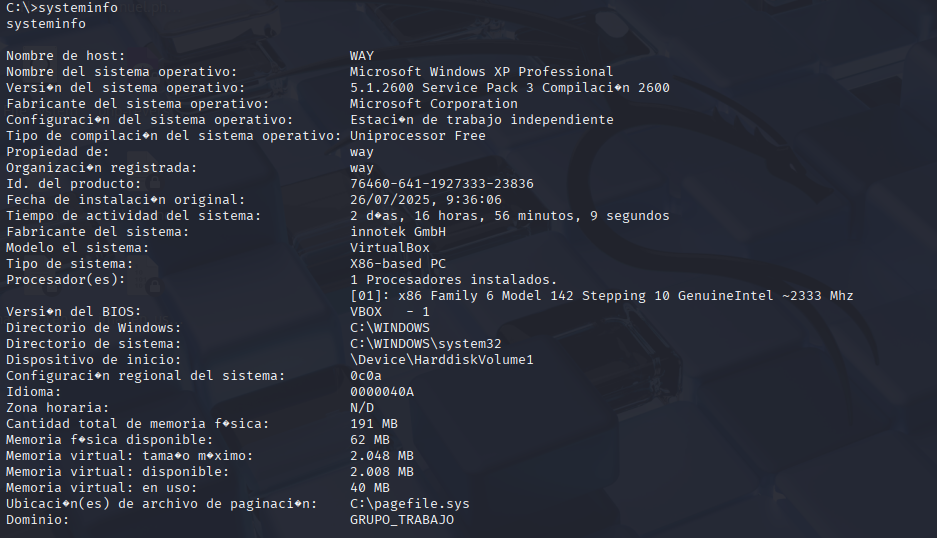 C:\>systeminfo
systeminfo
Nombre de host: WAY
Nombre del sistema operativo: Microsoft Windows XP Professional
Versi�n del sistema operativo: 5.1.2600 Service Pack 3 Compilaci�n 2600
Fabricante del sistema operativo: Microsoft Corporation
Configuraci�n del sistema operativo: Estaci�n de trabajo independiente
Tipo de compilaci�n del sistema operativo: Uniprocessor Free
Propiedad de: way
Organizaci�n registrada: way
Id. del producto: 76460-641-1927333-23836
Fecha de instalaci�n original: 26/07/2025, 9:36:06
Tiempo de actividad del sistema: 2 d�as, 16 horas, 56 minutos, 9 segundos
Fabricante del sistema: innotek GmbH
Modelo el sistema: VirtualBox
Tipo de sistema: X86-based PC
Procesador(es): 1 Procesadores instalados.
[01]: x86 Family 6 Model 142 Stepping 10 GenuineIntel ~2333 Mhz
Versi�n del BIOS: VBOX - 1
Directorio de Windows: C:\WINDOWS
Directorio de sistema: C:\WINDOWS\system32
Dispositivo de inicio: \Device\HarddiskVolume1
Configuraci�n regional del sistema: 0c0a
Idioma: 0000040A
Zona horaria: N/D
Cantidad total de memoria f�sica: 191 MB
Memoria f�sica disponible: 62 MB
Memoria virtual: tama�o m�ximo: 2.048 MB
Memoria virtual: disponible: 2.008 MB
Memoria virtual: en uso: 40 MB
Ubicaci�n(es) de archivo de paginaci�n: C:\pagefile.sys
Dominio: GRUPO_TRABAJO